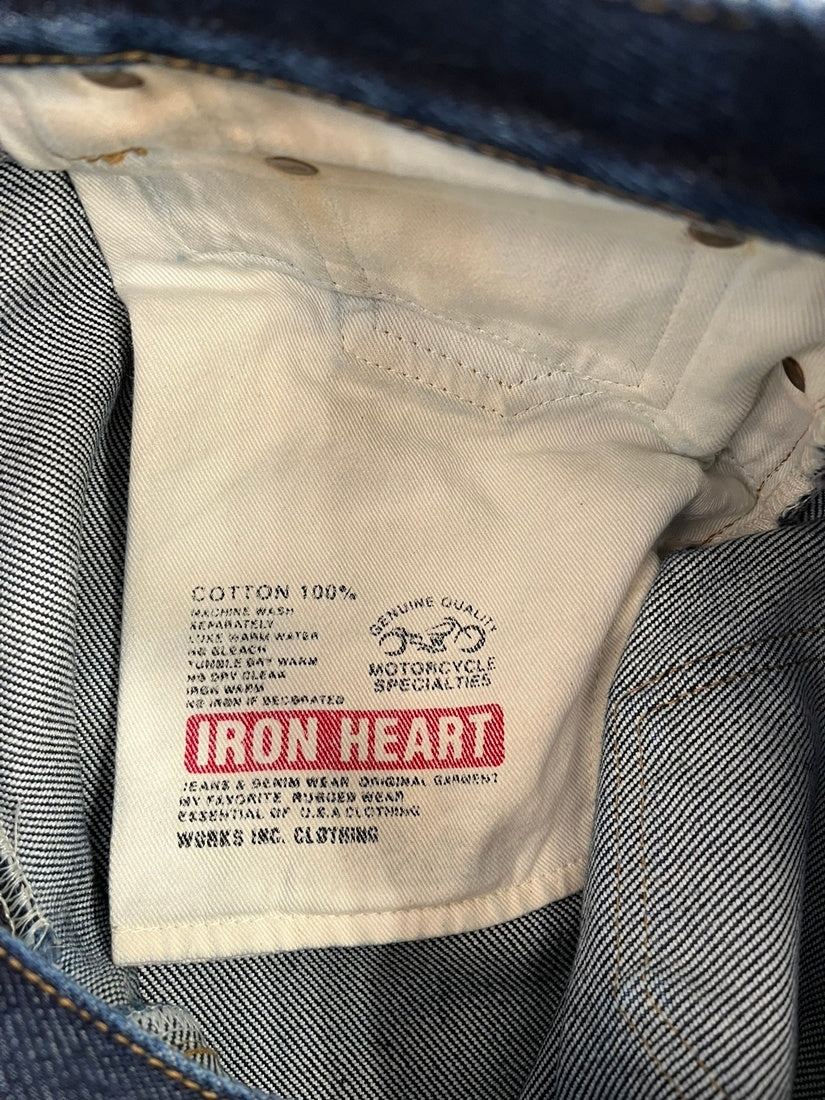 COTTON 100%
MACHINE WASH
SEPARATELY
LUKE WARM WATER
NO BLEACH
TUMBLE DRY WARM
NO DRY CLEAN
IRON WARM
NO IRON IF DECORATED
GENUINE QUALITY
MOTORCYCLE
SPECIALTIES
IRON HEART
JEANS & DENIM WEAR ORIGINAL GARMENT
MY FAVORITE RUGGED WEAR
ESSENTIAL OF U.S.A CLOTHING
WORKS INC. CLOTHING